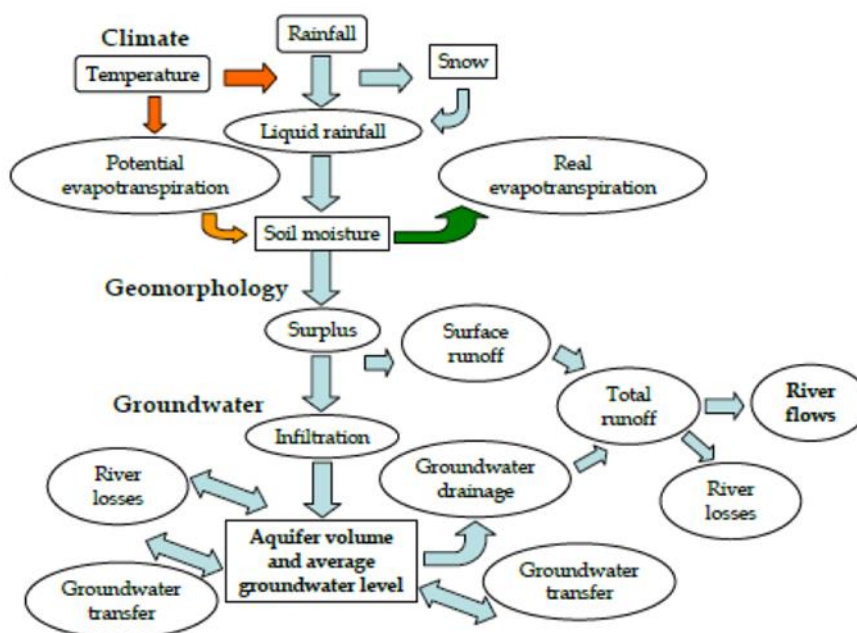 Climate
Rainfall
Temperature
Snow
Liquid rainfall
Potential
evapotranspiration
Real
evapotranspiration
Soil moisture
Geomorphology
Surplus
Surface
runoff
Groundwater
Total
runoff
River
flows
Infiltration
River
losses
Groundwater
drainage
River
losses
Aquifer volume
and average
groundwater level
Groundwater
transfer
Groundwater
transfer